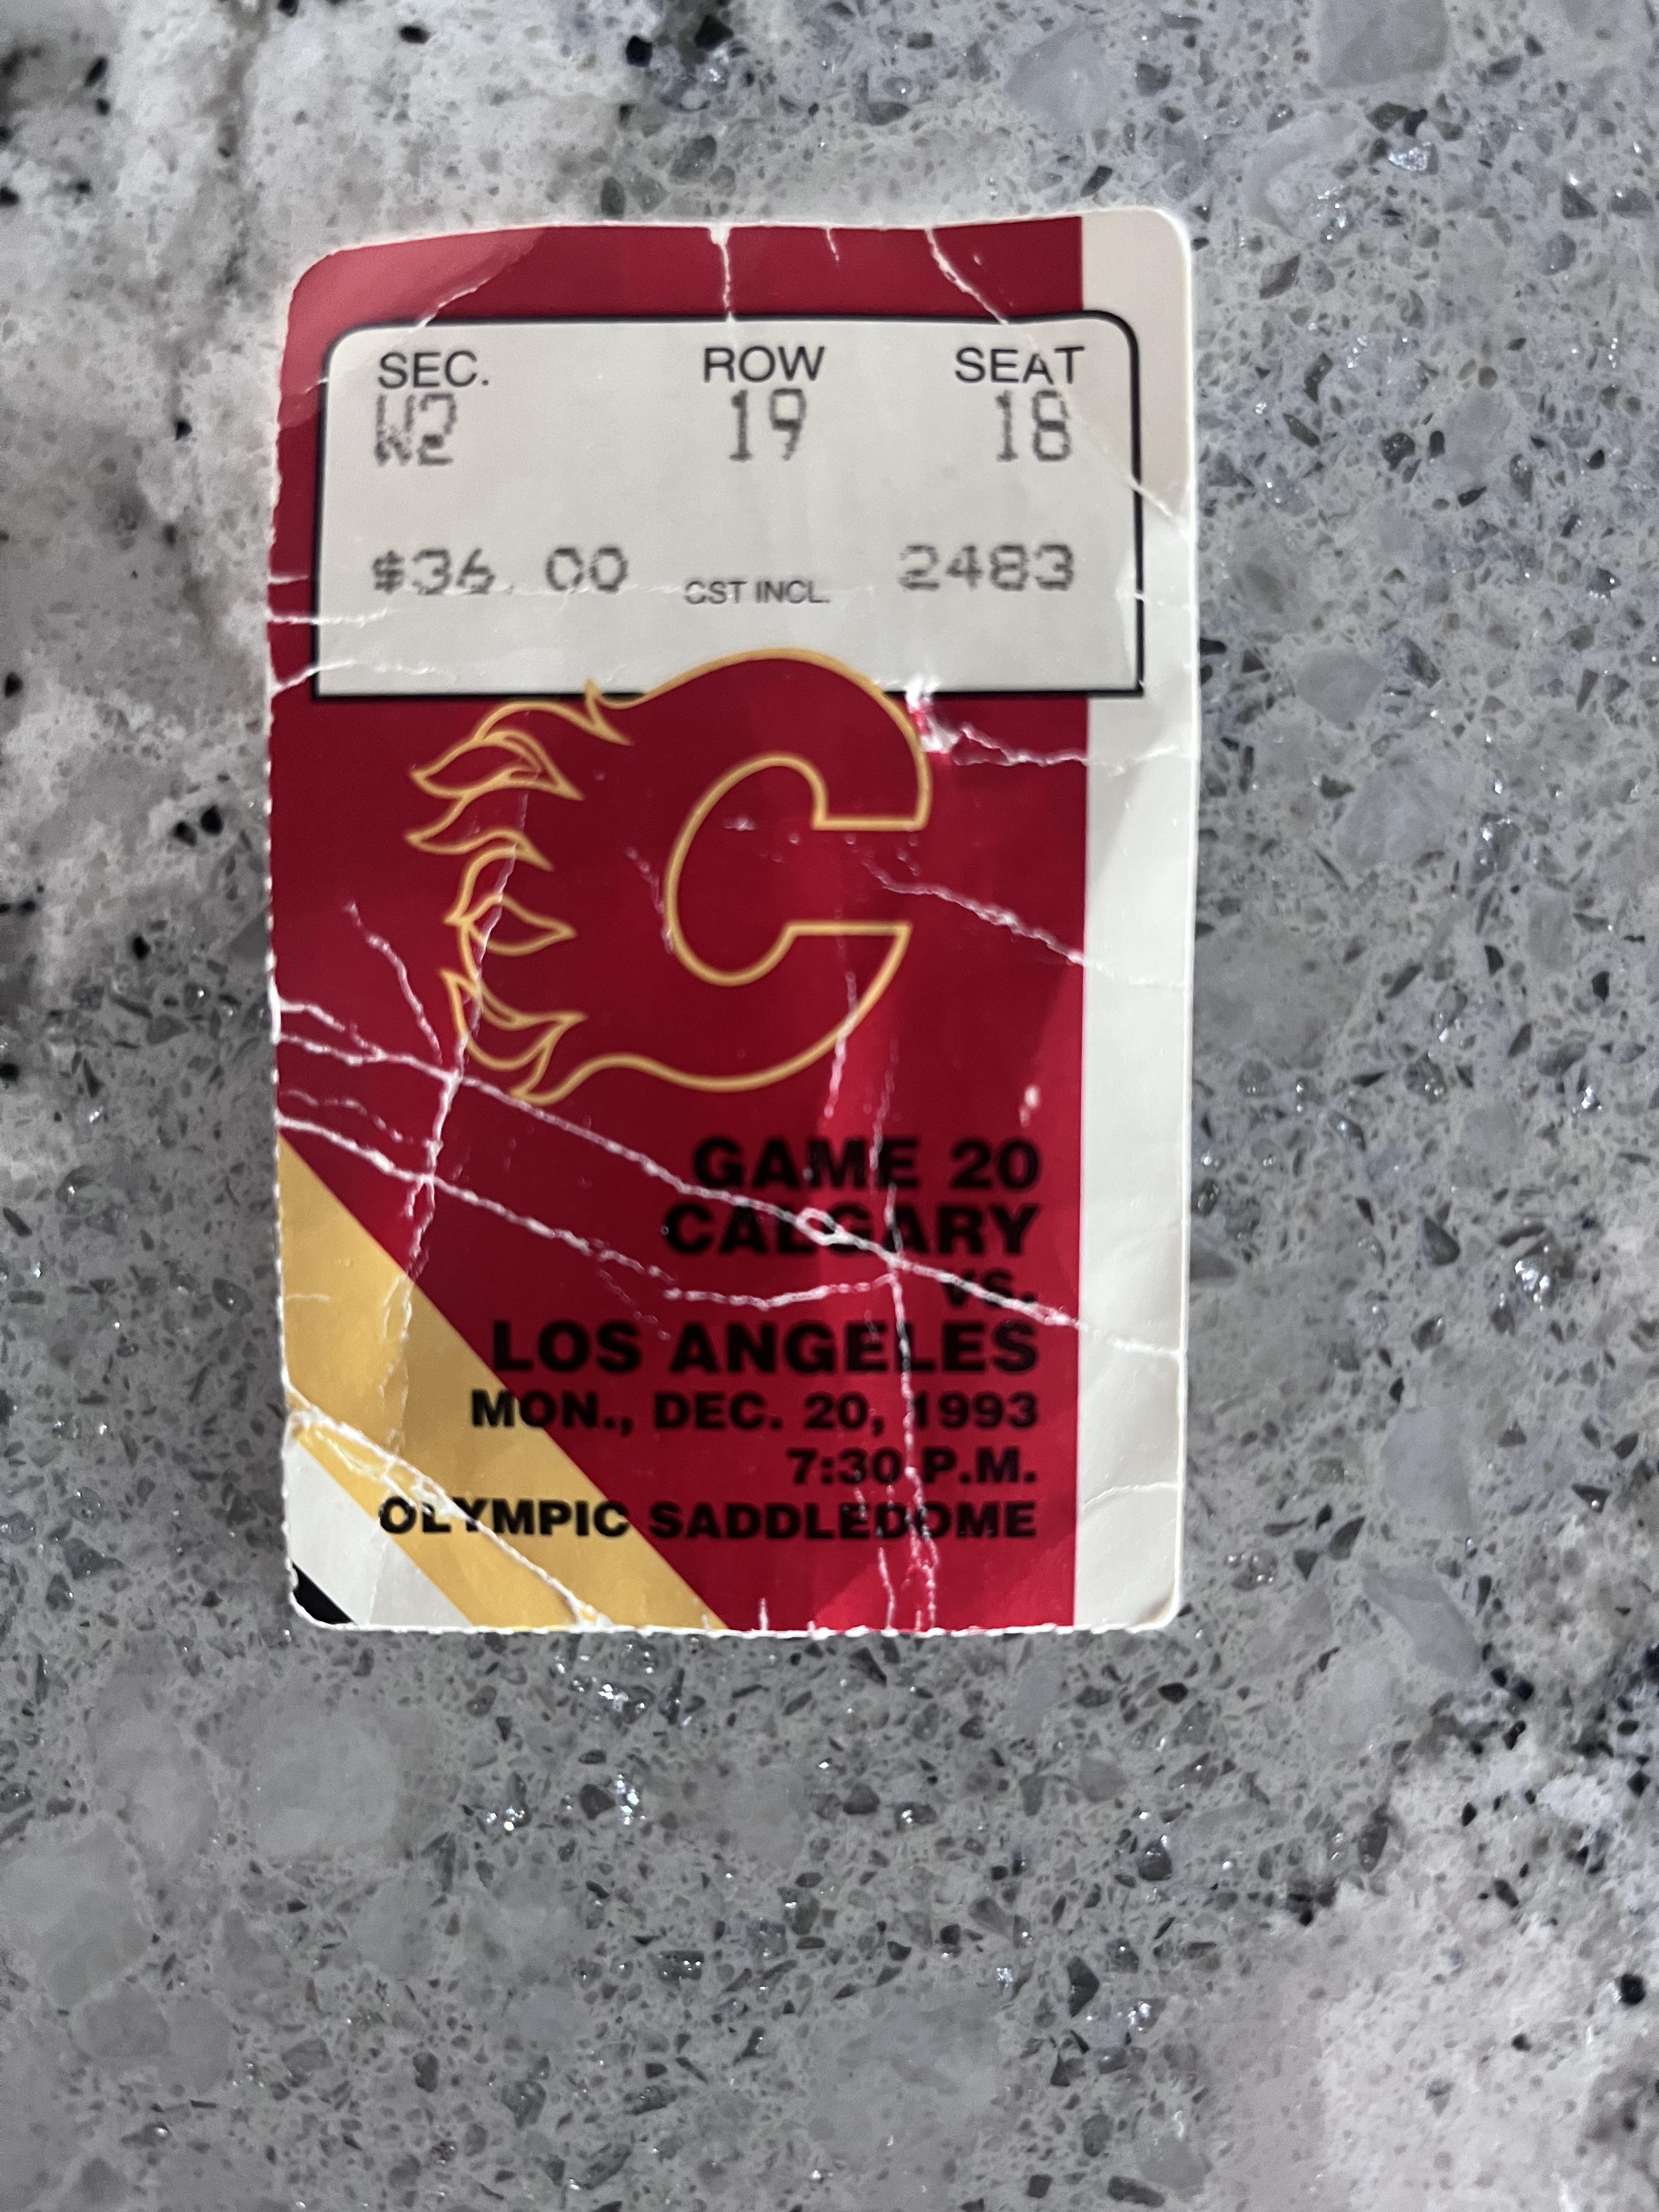 SEC. ROW SEAT
W2 19 18
$36.00 GST INCL. 2483
C
GAME 20
CALGARY
VS.
LOS ANGELES
MON., DEC. 20, 1993
7:30 P.M.
OLYMPIC SADDLEDOME